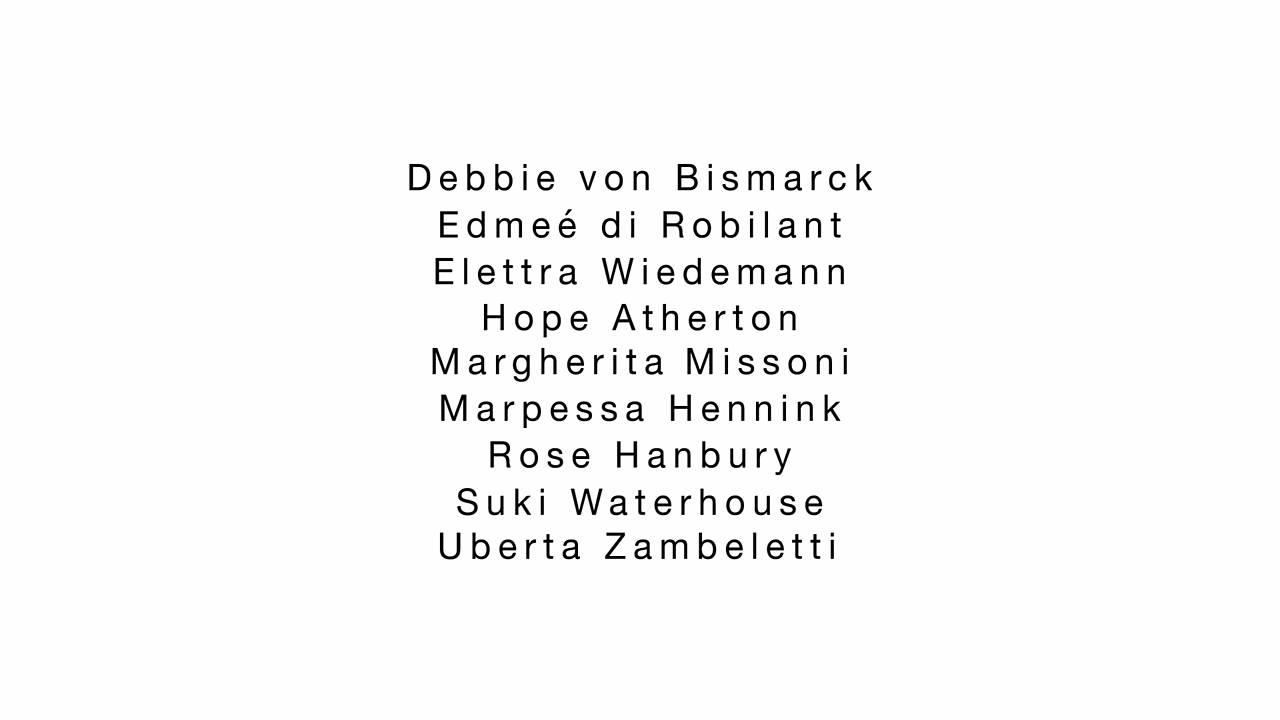 Debbie von Bismarck
Edmeé di Robilant
Elettra Wiedemann
Hope Atherton
Margherita Missoni
Marpessa Hennink
Rose Hanbury
Suki Waterhouse
Uberta Zambeletti